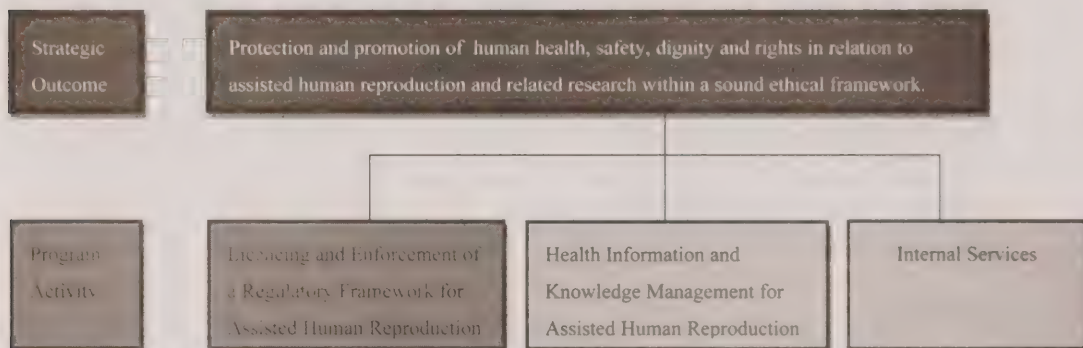 Strategic
Outcome
Protection and promotion of human health, safety, dignity and rights in relation to
assisted human reproduction and related research within a sound ethical framework.
Program
Activity
Licencing and Enforcement of
a Regulatory Framework for
Assisted Human Reproduction
Health Information and
Knowledge Management for
Assisted Human Reproduction
Internal Services